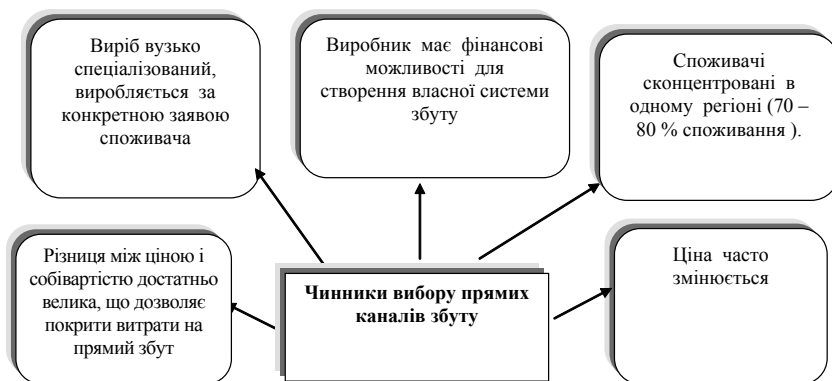 Виріб вузько
спеціалізований,
виробляється за
конкретною заявою
споживача
Виробник має фінансові
можливості для
створення власної системи
збуту
Споживачі
сконцентровані в
одному регіоні (70 –
80 % споживання ).
Різниця між ціною і
собівартістю достатньо
велика, що дозволяє
покрити витрати на
прямий збут
Чинники вибору прямих
каналів збуту
Ціна часто
змінюється